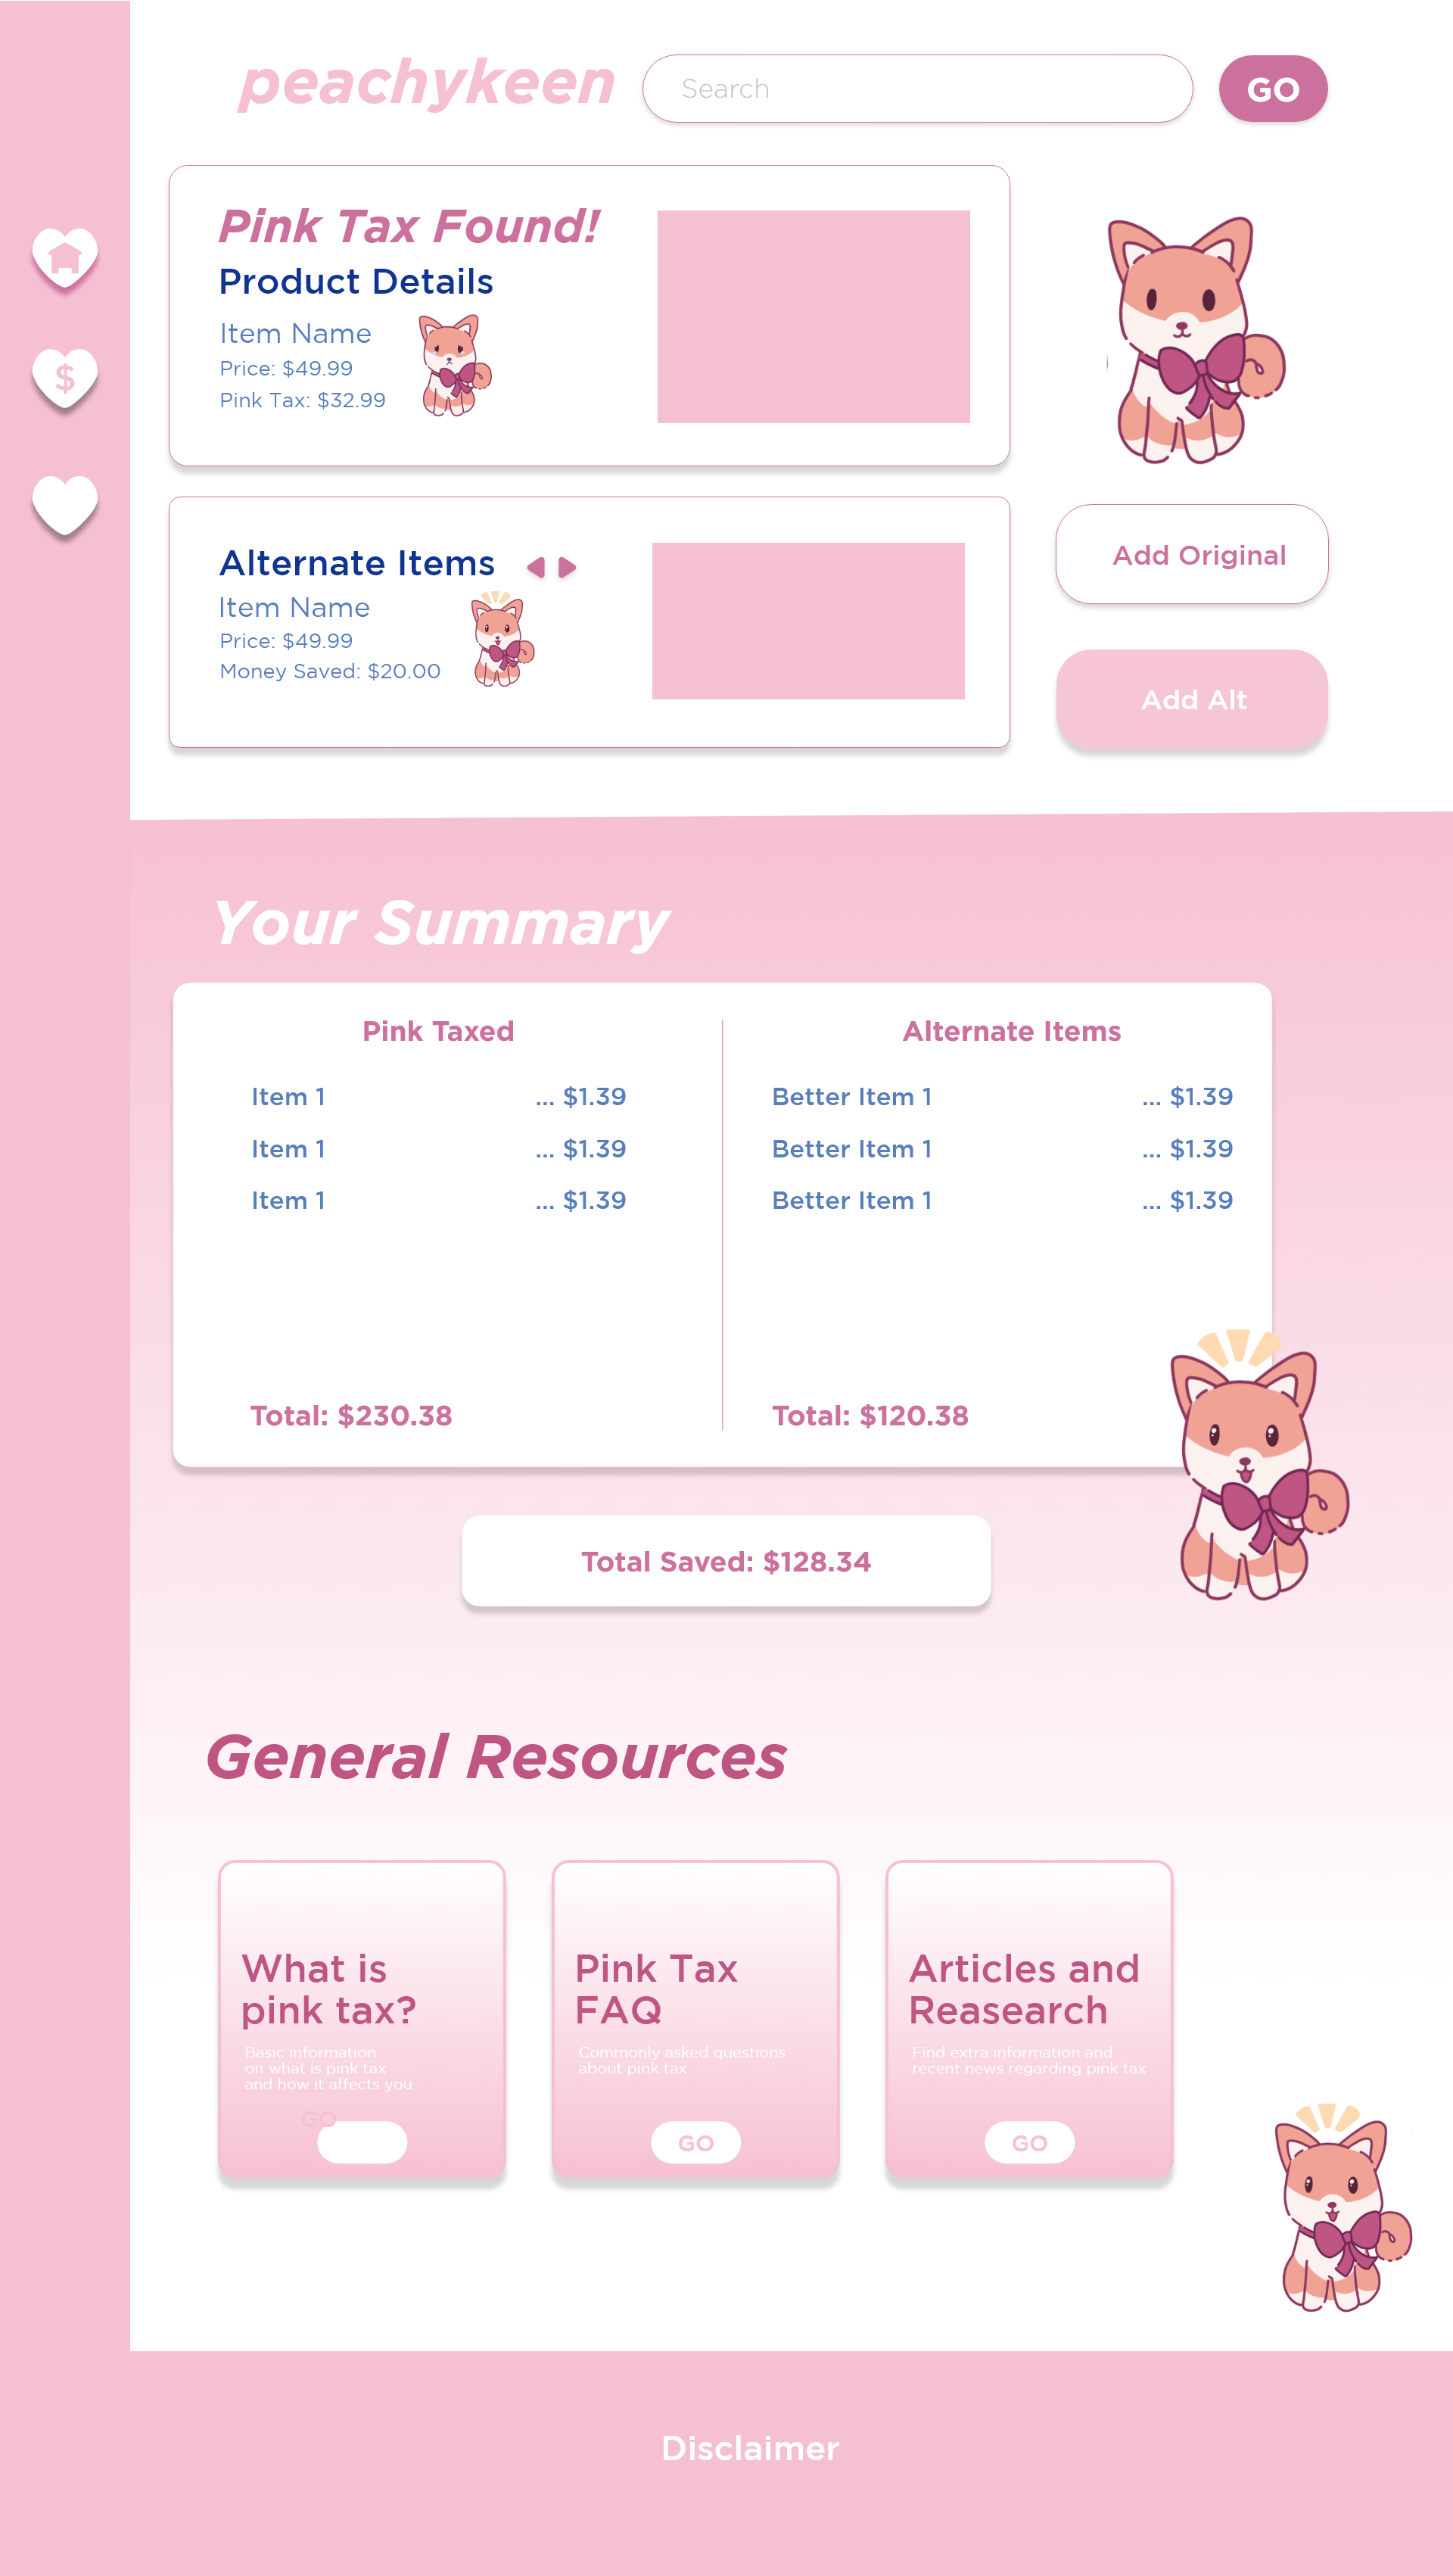 peachykeen
Search
GO
Pink Tax Found!
Product Details
Item Name
Price: $49.99
Pink Tax: $32.99
$
Alternate Items
Item Name
Price: $49.99
Money Saved: $20.00
Add Original
Add Alt
Your Summary
Pink Taxed
Item 1 ... $1.39
Item 1 ... $1.39
Item 1 ... $1.39
Total: $230.38
Alternate Items
Better Item 1 ... $1.39
Better Item 1 ... $1.39
Better Item 1 ... $1.39
Total: $120.38
Total Saved: $128.34
General Resources
What is
pink tax?
Basic information
on what is pink tax
and how it affects you
GO
Pink Tax
FAQ
Commonly asked questions
about pink tax
GO
Articles and
Reasearch
Find extra information and
recent news regarding pink tax
GO
Disclaimer